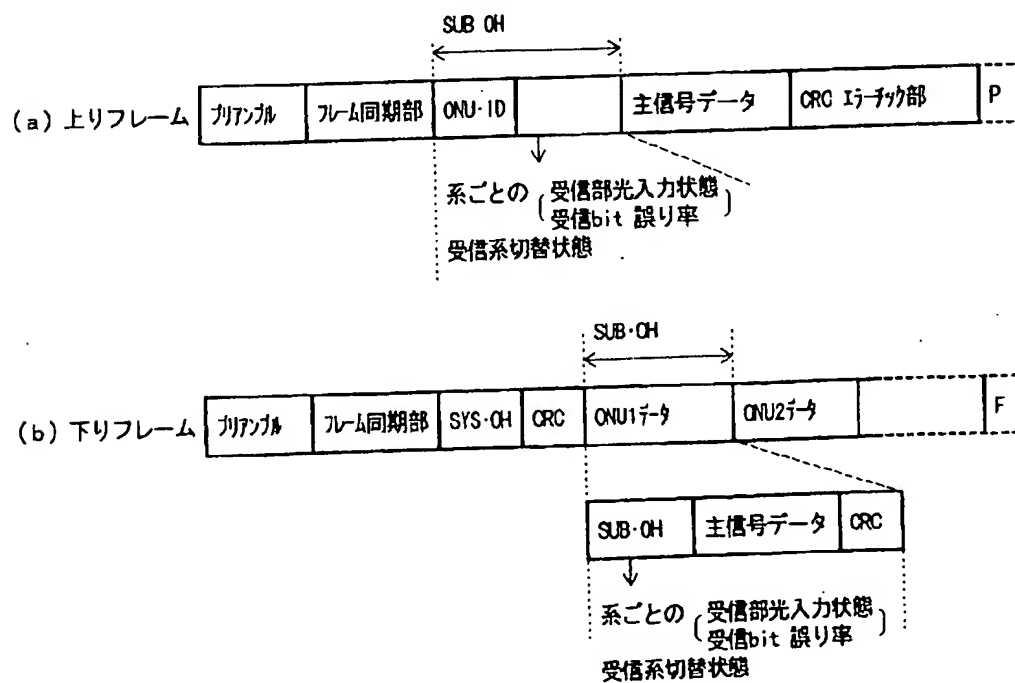 SUB OH
(a) 上りフレーム プリアンブル フレーム同期部 ONU・ID 主信号データ CRC エラーチック部 P
系ごとの 受信部光入力状態
受信bit 誤り率
受信系切替状態
SUB・OH
(b) 下りフレーム プリアンブル フレーム同期部 SYS・OH CRC ONU1データ ONU2データ F
SUB・OH 主信号データ CRC
系ごとの 受信部光入力状態
受信bit 誤り率
受信系切替状態